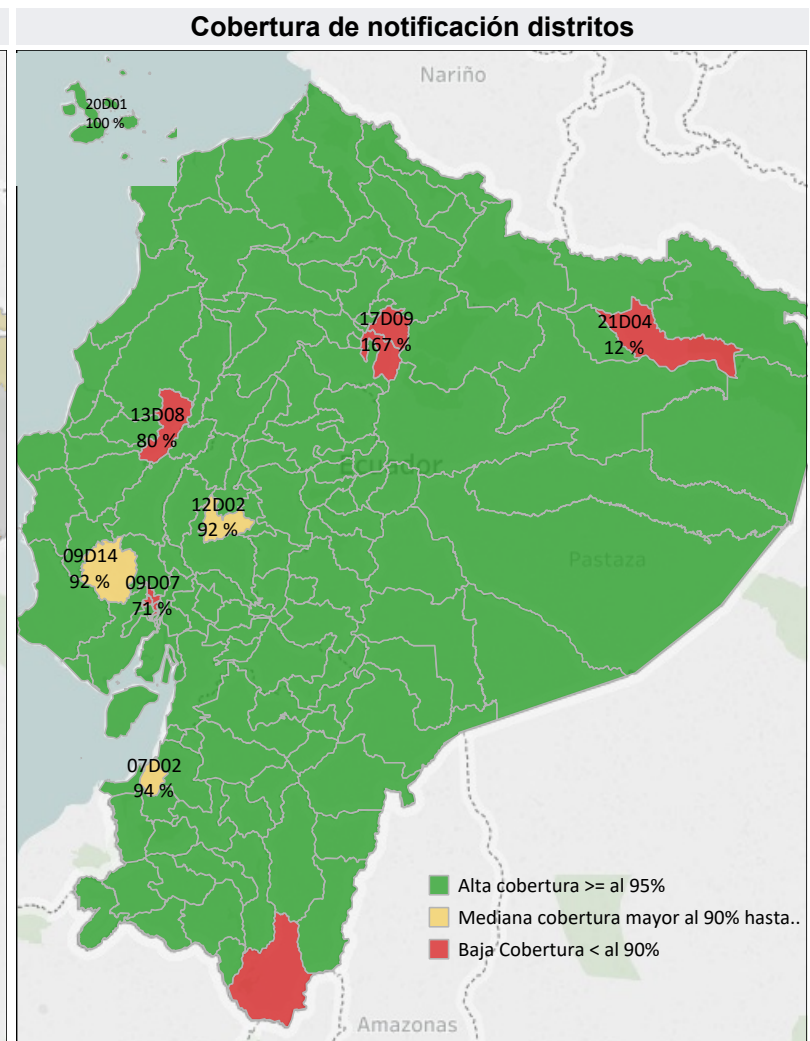 Cobertura de notificación distritos
Nariño
20D01
100 %
17D09
167 %
21D04
12 %
13D08
80 %
Ecuador
12D02
92 %
09D14
92 %
09D07
71 %
Pastaza
07D02
94 %
Alta cobertura >= al 95%
Mediana cobertura mayor al 90% hasta..
Baja Cobertura < al 90%
Amazonas